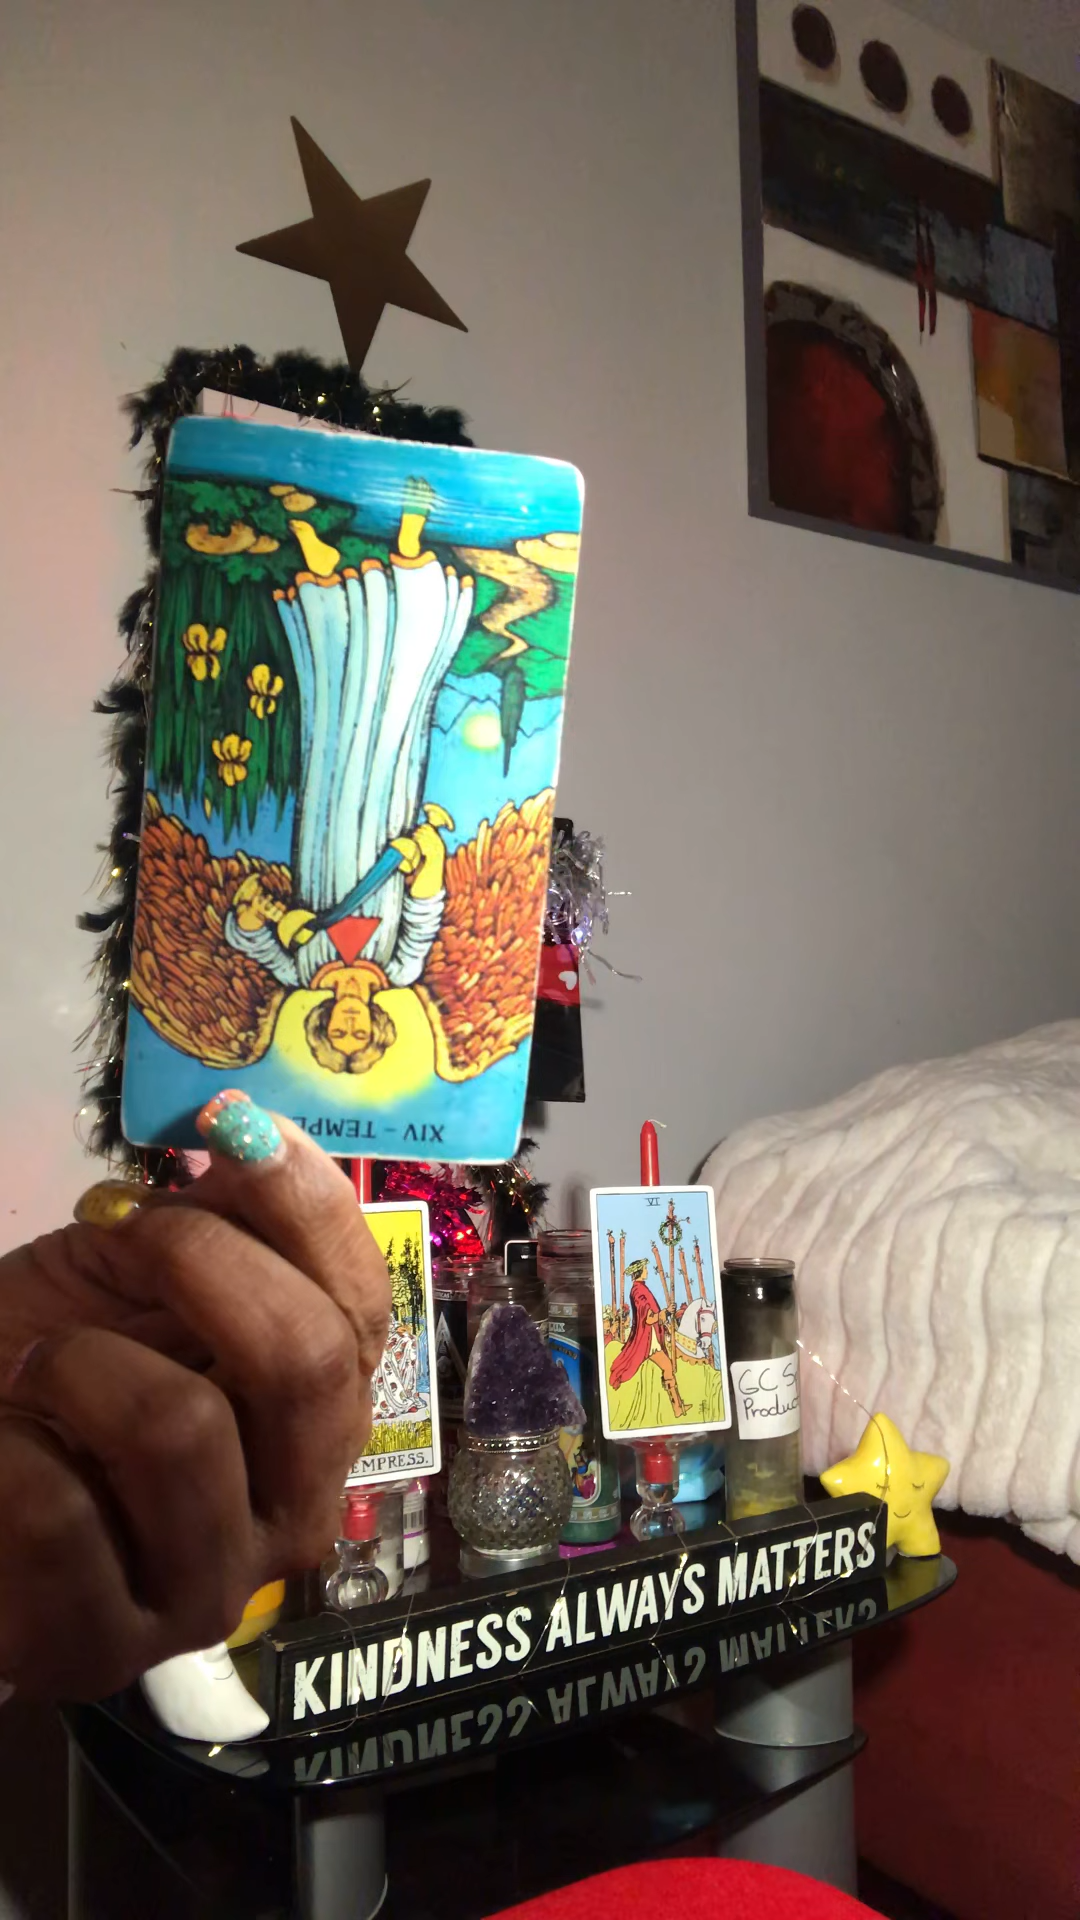 XIV - TEMPE
VI
EMPRESS.
GC S
Produc
KINDNESS ALWAYS MATTERS